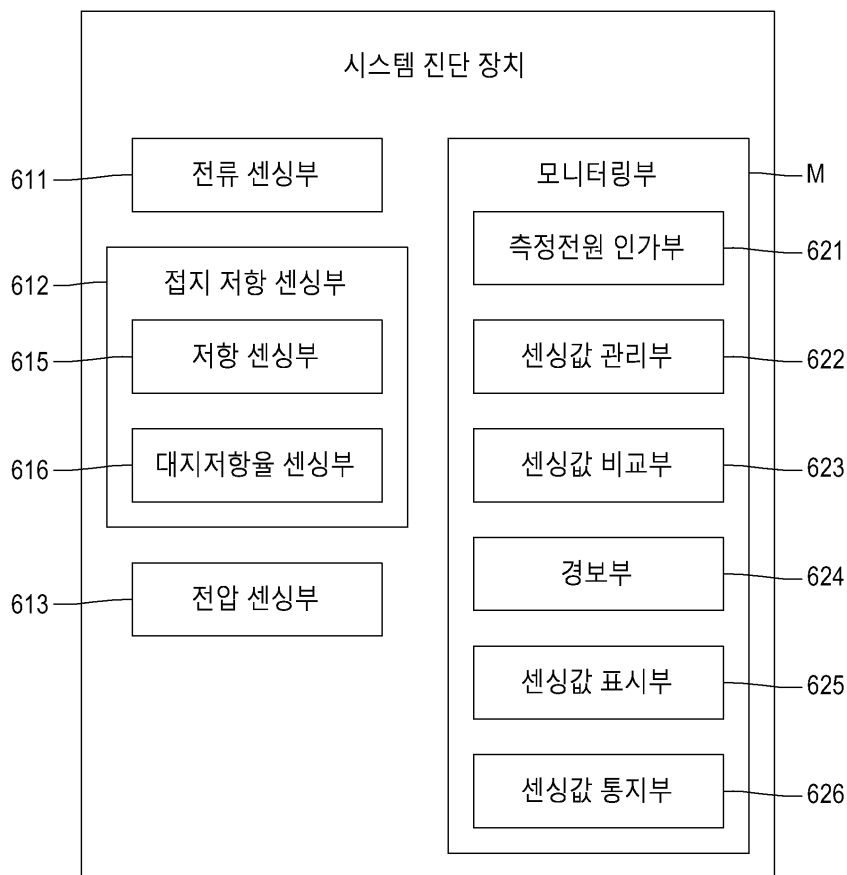 시스템 진단 장치
611
전류 센싱부
612
접지 저항 센싱부
615
저항 센싱부
616
대지저항율 센싱부
613
전압 센싱부
모니터링부
M
측정전원 인가부
621
센싱값 관리부
622
센싱값 비교부
623
경보부
624
센싱값 표시부
625
센싱값 통지부
626